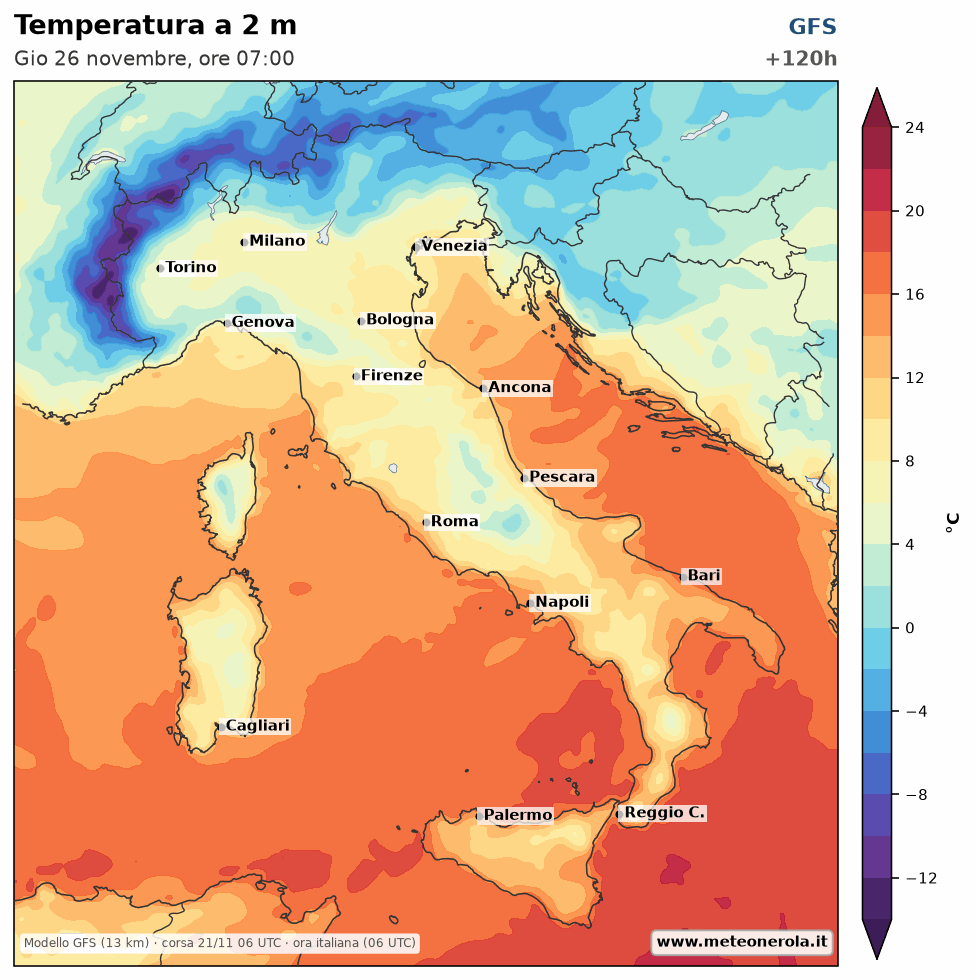 Temperatura a 2 m
GFS
Gio 26 novembre, ore 07:00
+120h
24
20
16
12
8
4
0
−4
−8
−12
°C
Milano
Venezia
Torino
Genova
Bologna
Firenze
Ancona
Pescara
Roma
Bari
Napoli
Cagliari
Palermo
Reggio C.
Modello GFS (13 km) · corsa 21/11 06 UTC · ora italiana (06 UTC)
www.meteonerola.it